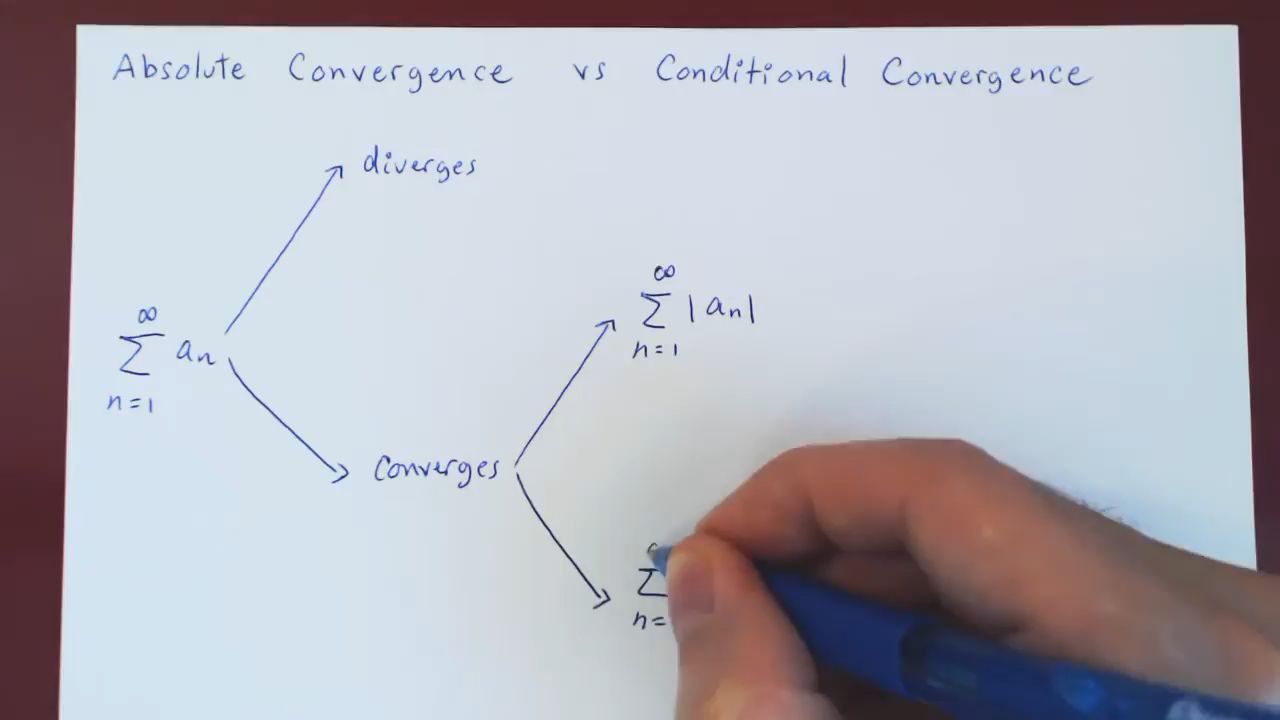 Absolute Convergence vs Conditional Convergence
diverges
∞
∑ aₙ
n=1
converges
∞
∑ |aₙ|
n=1
∑
n=